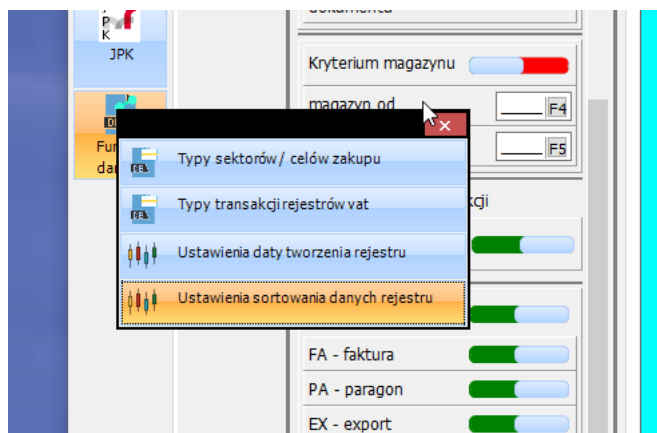 dokumentu
JPK
JPK
Kryterium magazynu
magazyn od
F4
F5
Typy sektorów / celów zakupu
Typy transakcji rejestrów vat
Ustawienia daty tworzenia rejestru
Ustawienia sortowania danych rejestru
FA - faktura
PA - paragon
EX - export